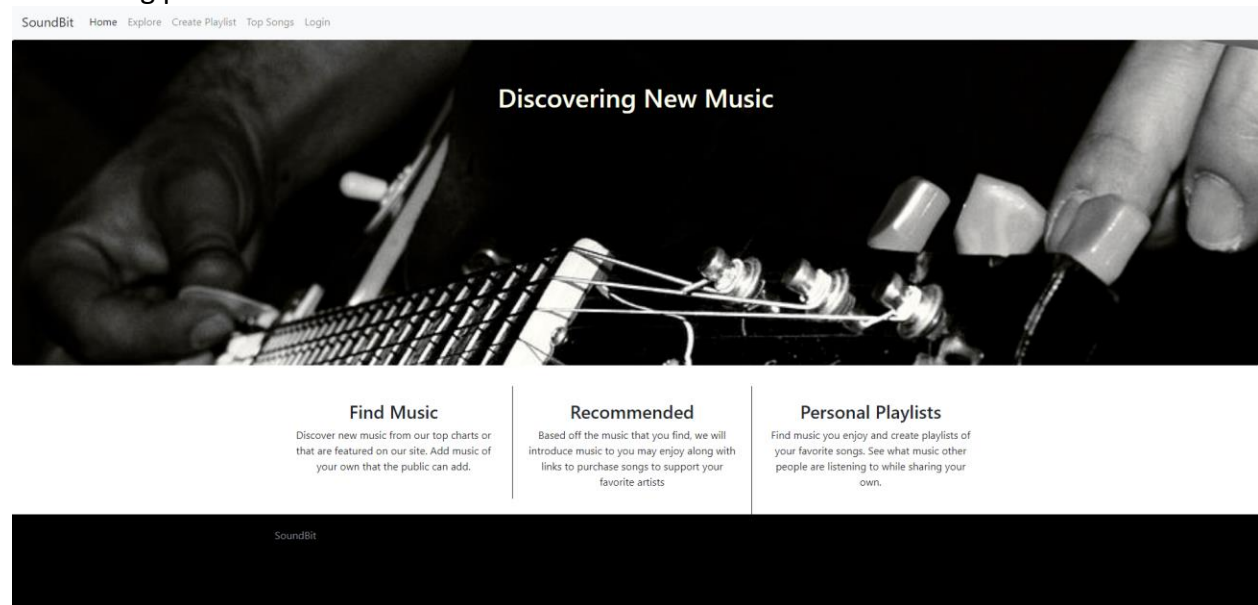 SoundBit Home Explore Create Playlist Top Songs Login
Discovering New Music
Find Music
Discover new music from our top charts or
that are featured on our site. Add music of
your own that the public can add.
Recommended
Based off the music that you find, we will
introduce music to you may enjoy along with
links to purchase songs to support your
favorite artists
Personal Playlists
Find music you enjoy and create playlists of
your favorite songs. See what music other
people are listening to while sharing your
own.
SoundBit